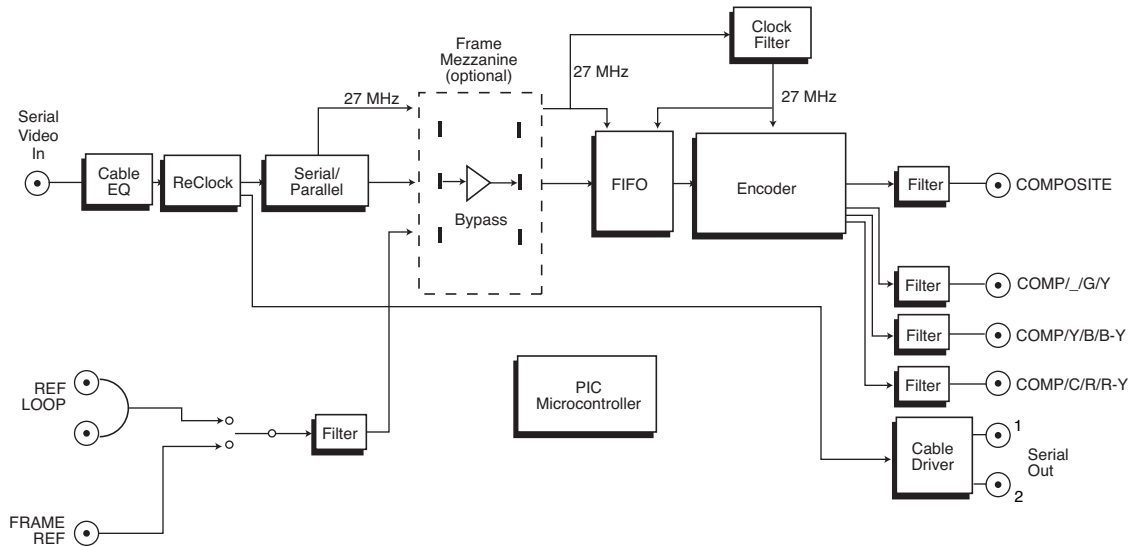 Clock
Filter
Frame
Mezzanine
(optional)
27 MHz
27 MHz
27 MHz
Serial
Video
In
Cable
EQ
ReClock
Serial/
Parallel
Bypass
FIFO
Encoder
Filter
COMPOSITE
Filter
COMP/_/G/Y
Filter
COMP/Y/B/B-Y
Filter
COMP/C/R/R-Y
REF
LOOP
Filter
PIC
Microcontroller
Cable
Driver
1
Serial
Out
2
FRAME
REF